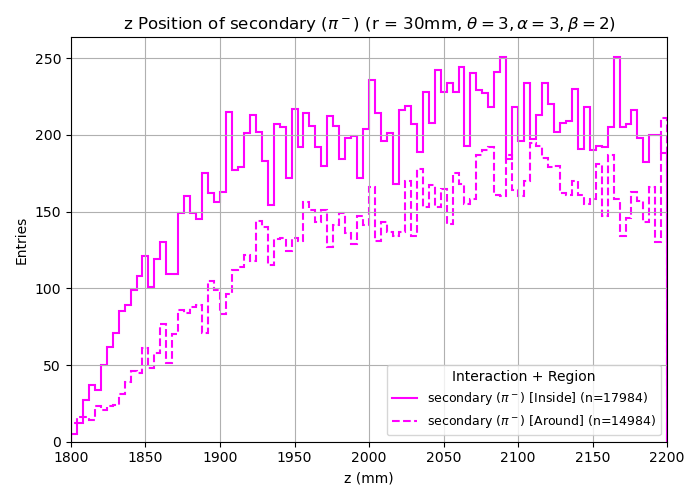 z Position of secondary (π⁻) (r = 30mm, θ = 3, α = 3, β = 2)
250
200
150
100
50
0
Entries
1800 1850 1900 1950 2000 2050 2100 2150 2200
z (mm)
Interaction + Region
secondary (π⁻) [Inside] (n=17984)
secondary (π⁻) [Around] (n=14984)